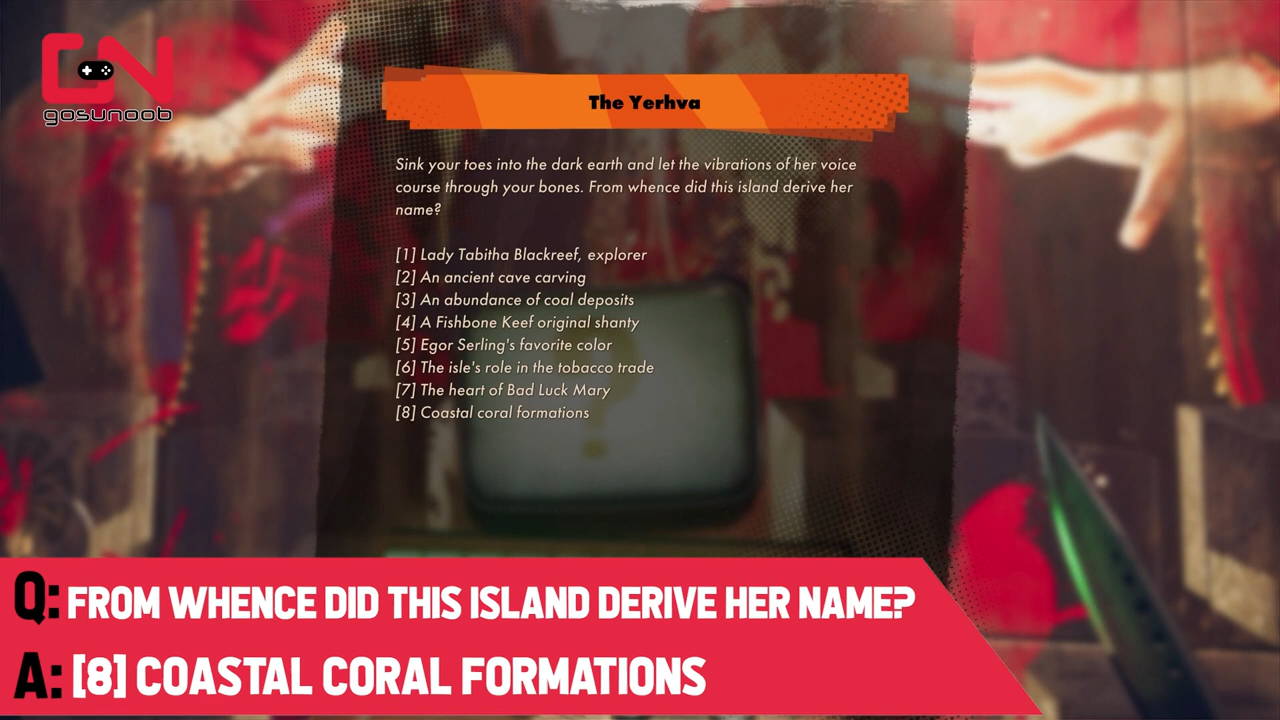 GN
gosunoob
The Yerhva
Sink your toes into the dark earth and let the vibrations of her voice
course through your bones. From whence did this island derive her
name?
[1] Lady Tabitha Blackreef, explorer
[2] An ancient cave carving
[3] An abundance of coal deposits
[4] A Fishbone Keef original shanty
[5] Egor Serling's favorite color
[6] The isle's role in the tobacco trade
[7] The heart of Bad Luck Mary
[8] Coastal coral formations
Q: FROM WHENCE DID THIS ISLAND DERIVE HER NAME?
A: [8] COASTAL CORAL FORMATIONS